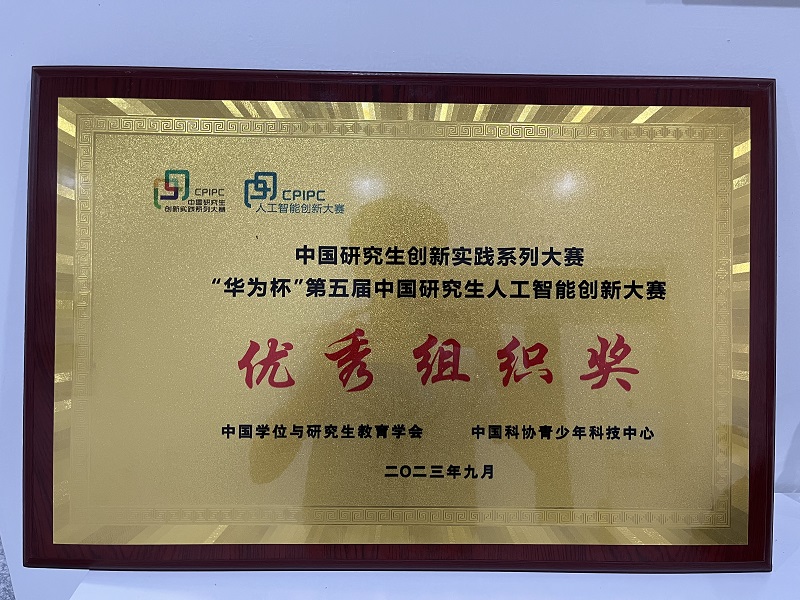 CPIPC
中国研究生
创新实践系列大赛
CPIPC
人工智能创新大赛
中国研究生创新实践系列大赛
“华为杯”第五届中国研究生人工智能创新大赛
优秀组织奖
中国学位与研究生教育学会 中国科协青少年科技中心
二〇二三年九月